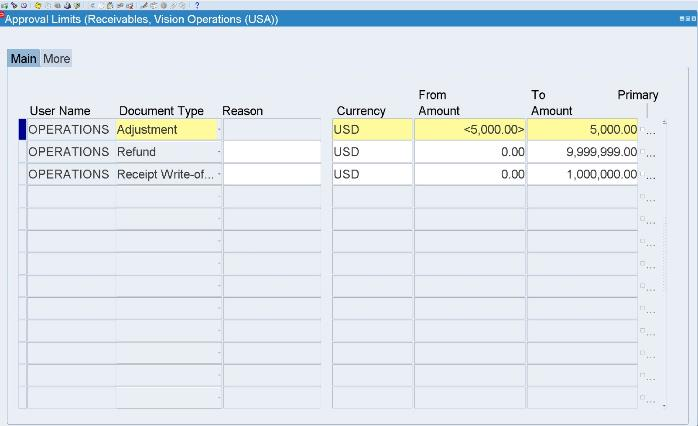 Approval Limits (Receivables, Vision Operations (USA))
Main More
From To Primary
User Name Document Type Reason Currency Amount Amount
OPERATIONS Adjustment USD <5,000.00> 5,000.00 ...
OPERATIONS Refund USD 0.00 9,999,999.00 ...
OPERATIONS Receipt Write-of... USD 0.00 1,000,000.00 ...
...
...
...
...
...
...
...
...
...
...